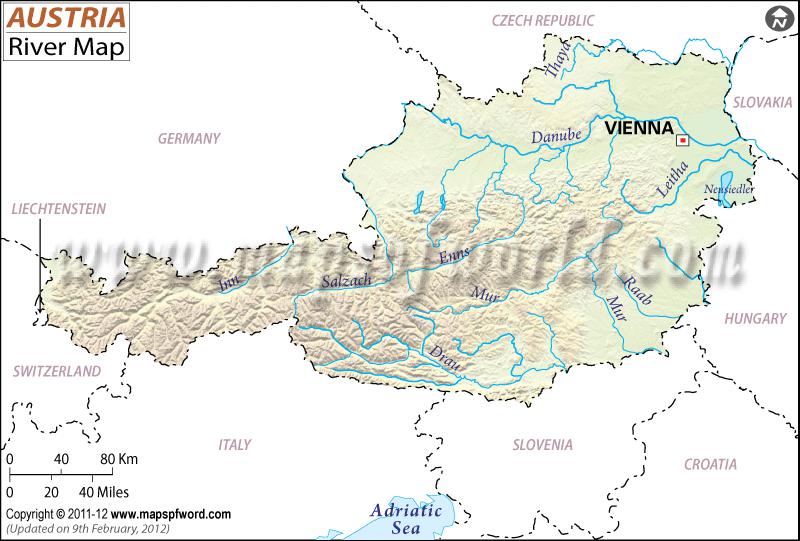 AUSTRIA
River Map
N
CZECH REPUBLIC
Thaya
SLOVAKIA
GERMANY
Danube
VIENNA
Leitha
Neusiedler
LIECHTENSTEIN
www.mapsofworld.com
Inn
Salzach
Enns
Mur
Raab
Mur
HUNGARY
Drau
SWITZERLAND
ITALY
SLOVENIA
CROATIA
0 40 80 Km
0 20 40 Miles
Adriatic
Sea
Copyright © 2011-12 www.mapspfword.com
(Updated on 9th February, 2012)